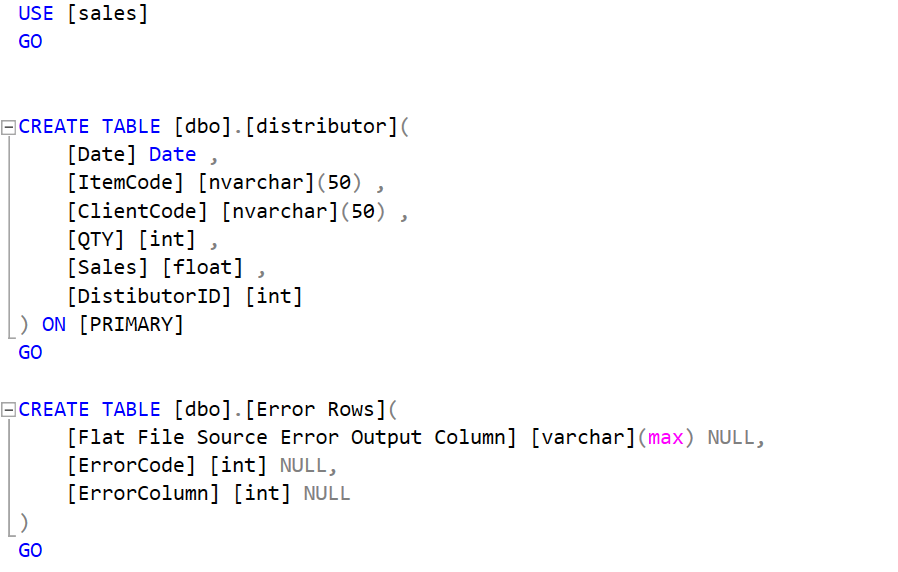 USE [sales]
GO
CREATE TABLE [dbo].[distributor](
[Date] Date ,
[ItemCode] [nvarchar](50) ,
[ClientCode] [nvarchar](50) ,
[QTY] [int] ,
[Sales] [float] ,
[DistibutorID] [int]
) ON [PRIMARY]
GO
CREATE TABLE [dbo].[Error Rows](
[Flat File Source Error Output Column] [varchar](max) NULL,
[ErrorCode] [int] NULL,
[ErrorColumn] [int] NULL
)
GO